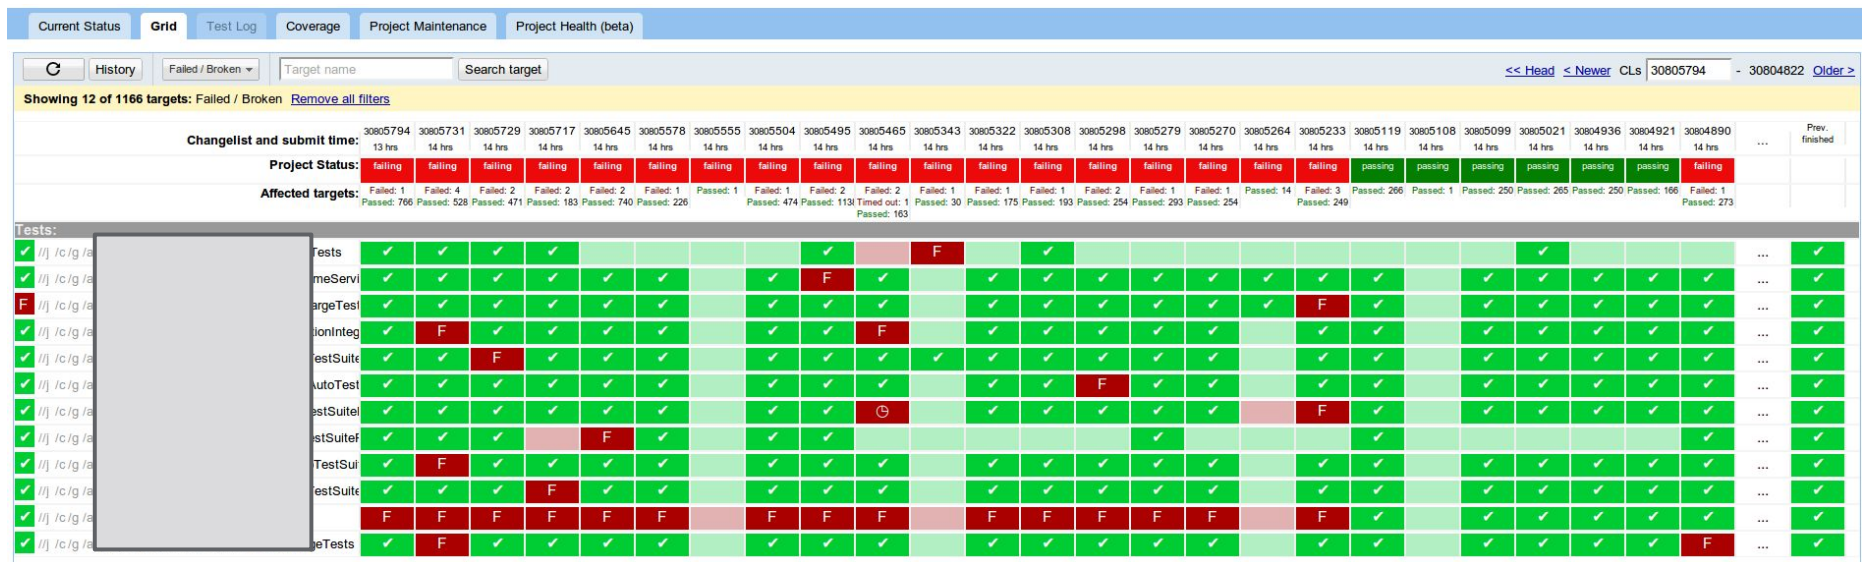 Current Status Grid Test Log Coverage Project Maintenance Project Health (beta)
History Failed / Broken Target name Search target << Head < Newer CLs 30805794 - 30804822 Older >
Showing 12 of 1166 targets: Failed / Broken Remove all filters
Changelist and submit time: 30805794 30805731 30805729 30805717 30805645 30805578 30805555 30805504 30805495 30805465 30805343 30805322 30805308 30805298 30805279 30805270 30805264 30805233 30805119 30805108 30805099 30805021 30804936 30804921 30804890 ... Prev. finished
13 hrs 14 hrs 14 hrs 14 hrs 14 hrs 14 hrs 14 hrs 14 hrs 14 hrs 14 hrs 14 hrs 14 hrs 14 hrs 14 hrs 14 hrs 14 hrs 14 hrs 14 hrs 14 hrs 14 hrs 14 hrs 14 hrs 14 hrs 14 hrs 14 hrs
Project Status: failing failing failing failing failing failing failing failing failing failing failing failing failing failing failing failing failing failing passing passing passing passing passing passing failing
Affected targets: Failed: 1 Failed: 4 Failed: 2 Failed: 2 Failed: 2 Failed: 1 Passed: 1 Failed: 1 Failed: 2 Failed: 2 Failed: 1 Failed: 1 Failed: 1 Failed: 2 Failed: 1 Failed: 1 Passed: 14 Failed: 3 Passed: 266 Passed: 1 Passed: 250 Passed: 265 Passed: 250 Passed: 166 Failed: 1
Passed: 766 Passed: 528 Passed: 471 Passed: 183 Passed: 740 Passed: 226 Passed: 474 Passed: 1138 Timed out: 1 Passed: 30 Passed: 175 Passed: 193 Passed: 254 Passed: 293 Passed: 254 Passed: 249 Passed: 273
Passed: 163
Tests:
//j /c/g /a Tests F ...
//j /c/g /a meServi F ...
F //j /c/g /a argeTest F ...
//j /c/g /a ionInteg F F ...
//j /c/g /a estSuite F ...
//j /c/g /a AutoTest F ...
//j /c/g /a estSuite F ...
//j /c/g /a estSuiteF F ...
//j /c/g /a TestSui F ...
//j /c/g /a estSuite F ...
//j /c/g /a F F F F F F F F F F F F F F F ...
//j /c/g /a eTests F F ...